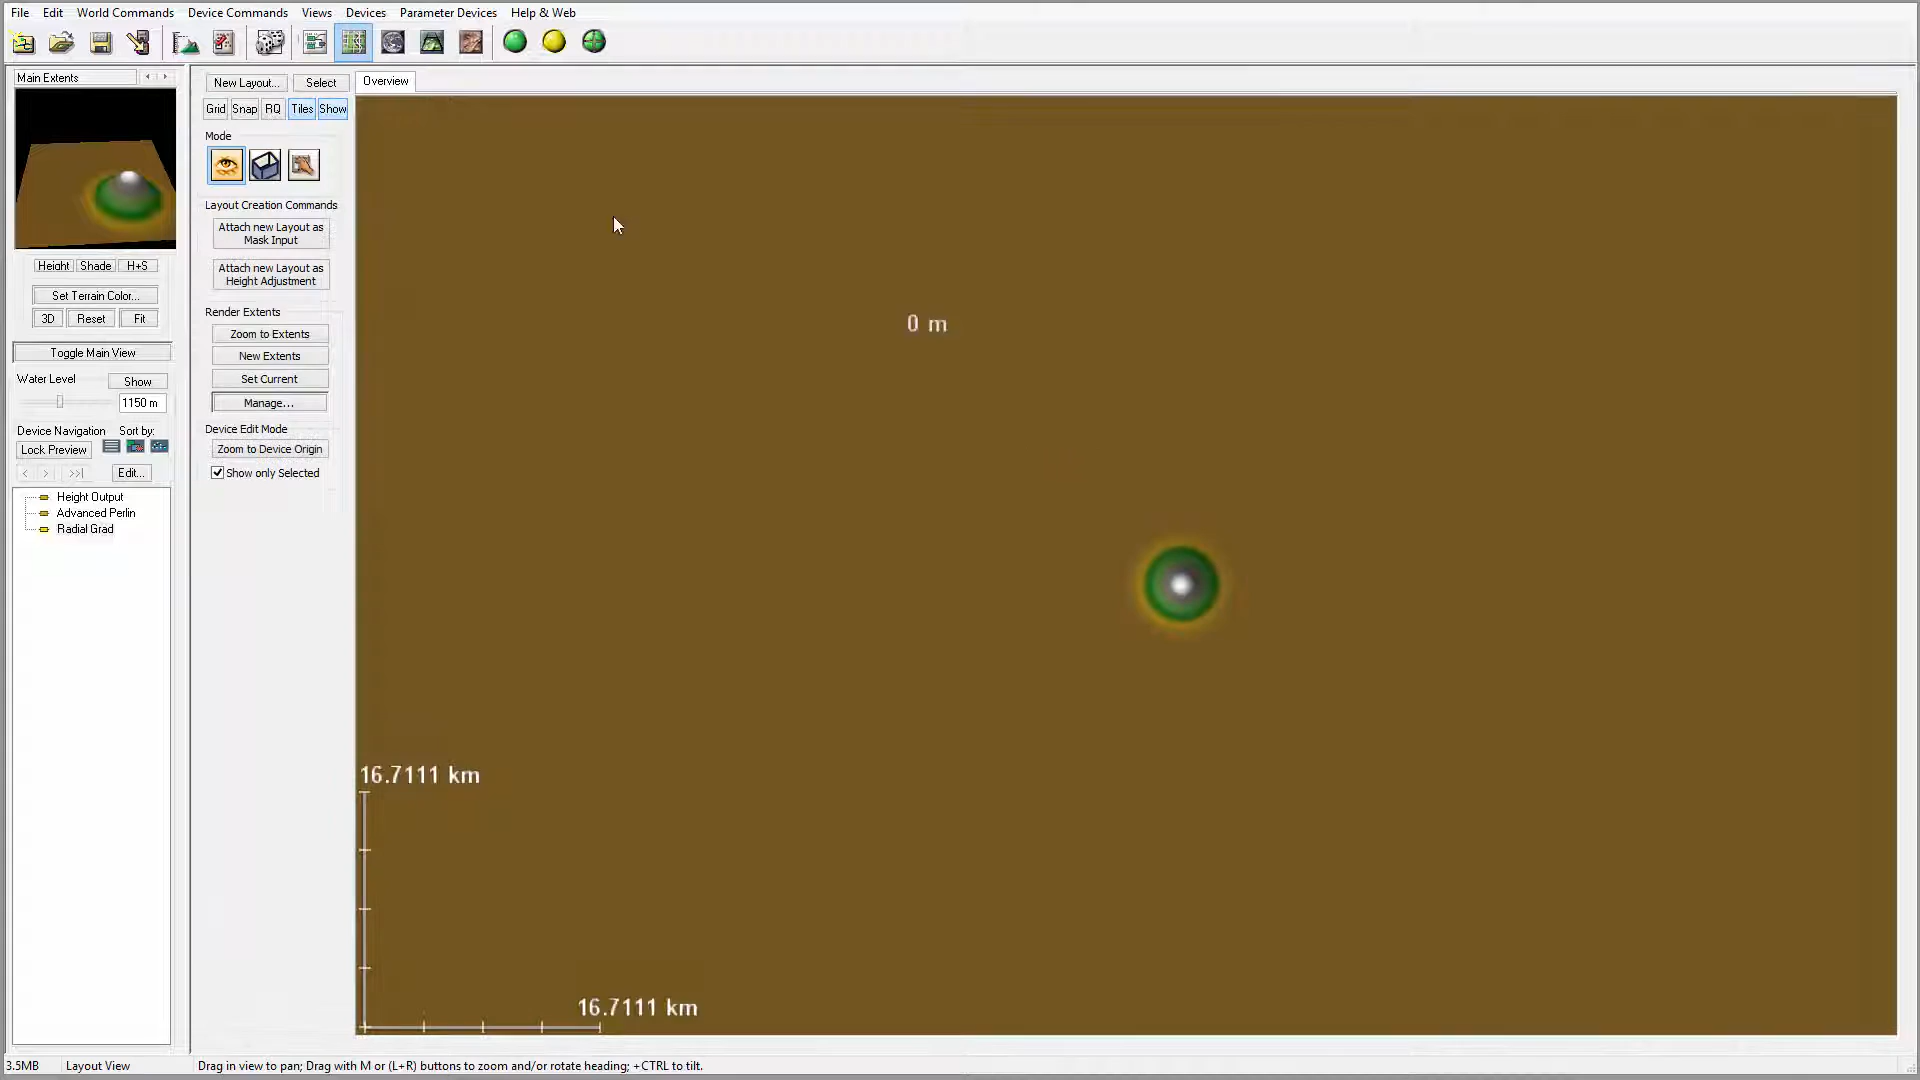 File Edit World Commands Device Commands Views Devices Parameter Devices Help & Web
Main Extents
New Layout... Select
Overview
Grid Snap RQ Tiles Show
Mode
Layout Creation Commands
Attach new Layout as
Mask Input
Attach new Layout as
Height Adjustment
Height Shade H+S
Set Terrain Color...
3D Reset Fit
Toggle Main View
Water Level Show
1150 m
Device Navigation Sort by:
Lock Preview
< > >>| Edit...
Height Output
Advanced Perlin
Radial Grad
Render Extents
Zoom to Extents
New Extents
Set Current
Manage...
Device Edit Mode
Zoom to Device Origin
Show only Selected
0 m
16.7111 km
16.7111 km
3.5MB Layout View Drag in view to pan; Drag with M or (L+R) buttons to zoom and/or rotate heading; +CTRL to tilt.